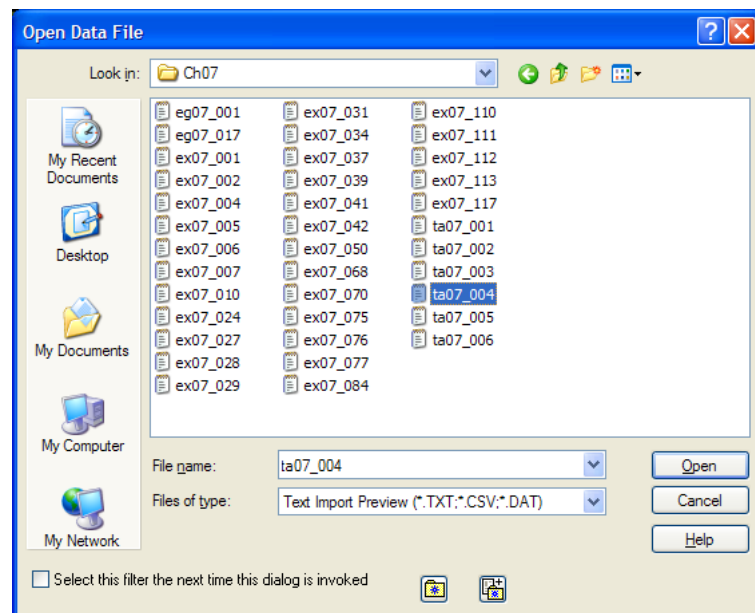 Open Data File
Look in: Ch07
My Recent
Documents
Desktop
My Documents
My Computer
My Network
eg07_001
eg07_017
ex07_001
ex07_002
ex07_004
ex07_005
ex07_006
ex07_007
ex07_010
ex07_024
ex07_027
ex07_028
ex07_029
ex07_031
ex07_034
ex07_037
ex07_039
ex07_041
ex07_042
ex07_050
ex07_068
ex07_070
ex07_075
ex07_076
ex07_077
ex07_084
ex07_110
ex07_111
ex07_112
ex07_113
ex07_117
ta07_001
ta07_002
ta07_003
ta07_004
ta07_005
ta07_006
File name: ta07_004 Open
Files of type: Text Import Preview (*.TXT;*.CSV;*.DAT) Cancel
Help
Select this filter the next time this dialog is invoked